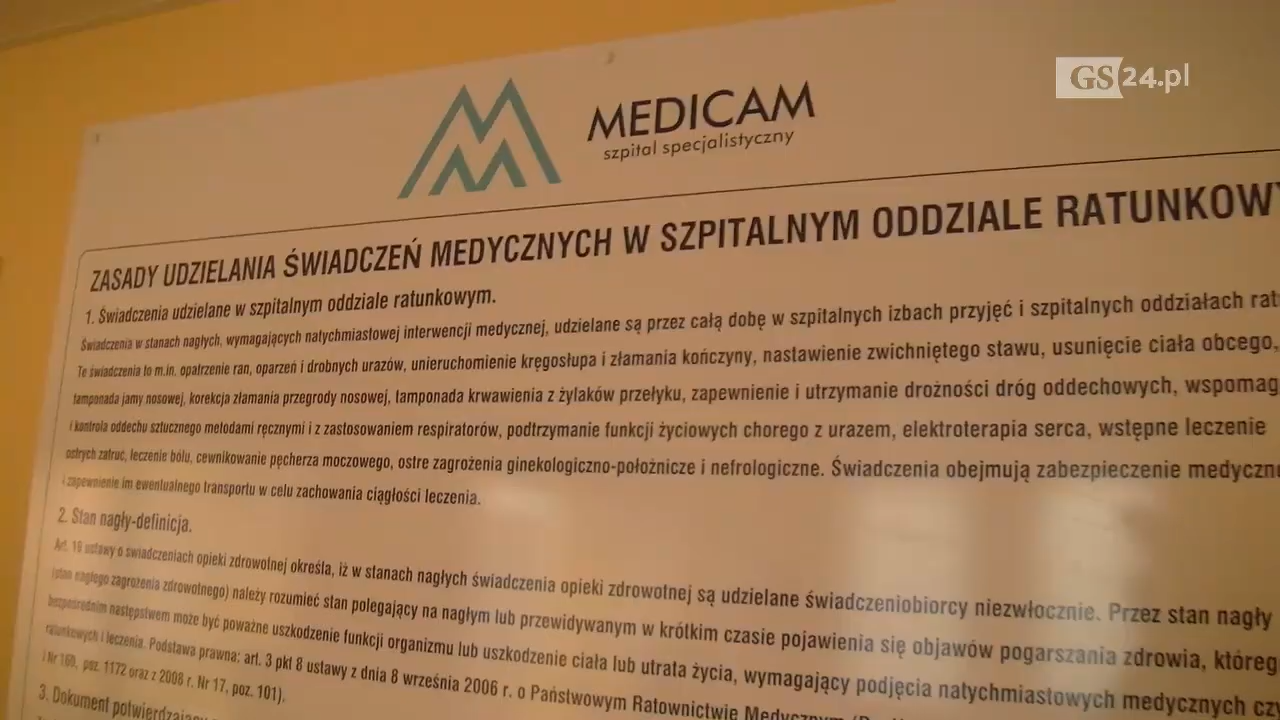 GS24.pl
MEDICAM
szpital specjalistyczny
ZASADY UDZIELANIA ŚWIADCZEŃ MEDYCZNYCH W SZPITALNYM ODDZIALE RATUNKOWY
1. Świadczenia udzielane w szpitalnym oddziale ratunkowym.
Świadczenia w stanach nagłych, wymagających natychmiastowej interwencji medycznej, udzielane są przez całą dobę w szpitalnych izbach przyjęć i szpitalnych oddziałach rat
Te świadczenia to m.in. opatrzenie ran, oparzeń i drobnych urazów, unieruchomienie kręgosłupa i złamania kończyny, nastawienie zwichniętego stawu, usunięcie ciała obcego,
tamponada jamy nosowej, korekcja złamania przegrody nosowej, tamponada krwawienia z żylaków przełyku, zapewnienie i utrzymanie drożności dróg oddechowych, wspomag
i kontrola oddechu sztucznego metodami ręcznymi i z zastosowaniem respiratorów, podtrzymanie funkcji życiowych chorego z urazem, elektroterapia serca, wstępne leczenie
ostrych zatruć, leczenie bólu, cewnikowanie pęcherza moczowego, ostre zagrożenia ginekologiczno-położnicze i nefrologiczne. Świadczenia obejmują zabezpieczenie medyczne
i zapewnienie im ewentualnego transportu w celu zachowania ciągłości leczenia.
2. Stan nagły-definicja.
Art. 19 ustawy o świadczeniach opieki zdrowotnej określa, iż w stanach nagłych świadczenia opieki zdrowotnej są udzielane świadczeniobiorcy niezwłocznie. Przez stan nagły
(stan nagłego zagrożenia zdrowotnego) należy rozumieć stan polegający na nagłym lub przewidywanym w krótkim czasie pojawienia się objawów pogarszania zdrowia, któreg
bezpośrednim następstwem może być poważne uszkodzenie funkcji organizmu lub uszkodzenie ciała lub utrata życia, wymagający podjęcia natychmiastowych medycznych czy
ratunkowych i leczenia. Podstawa prawna: art. 3 pkt 8 ustawy z dnia 8 września 2006 r. o Państwowym Ratownictwie Medycznym
i Nr 160, poz. 1172 oraz z 2008 r. Nr 17, poz. 101).
3. Dokument potwierdzając